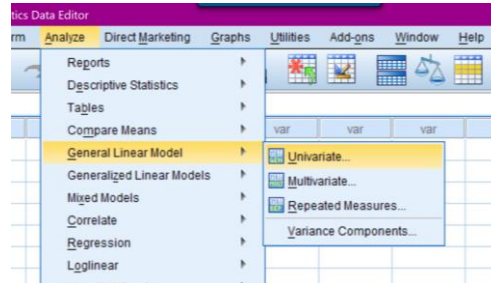 tics Data Editor
rm Analyze Direct Marketing Graphs Utilities Add-ons Window Help
Reports
Descriptive Statistics
Tables
Compare Means var var var
General Linear Model Univariate...
Generalized Linear Models Multivariate...
Mixed Models Repeated Measures...
Correlate Variance Components...
Regression
Loglinear